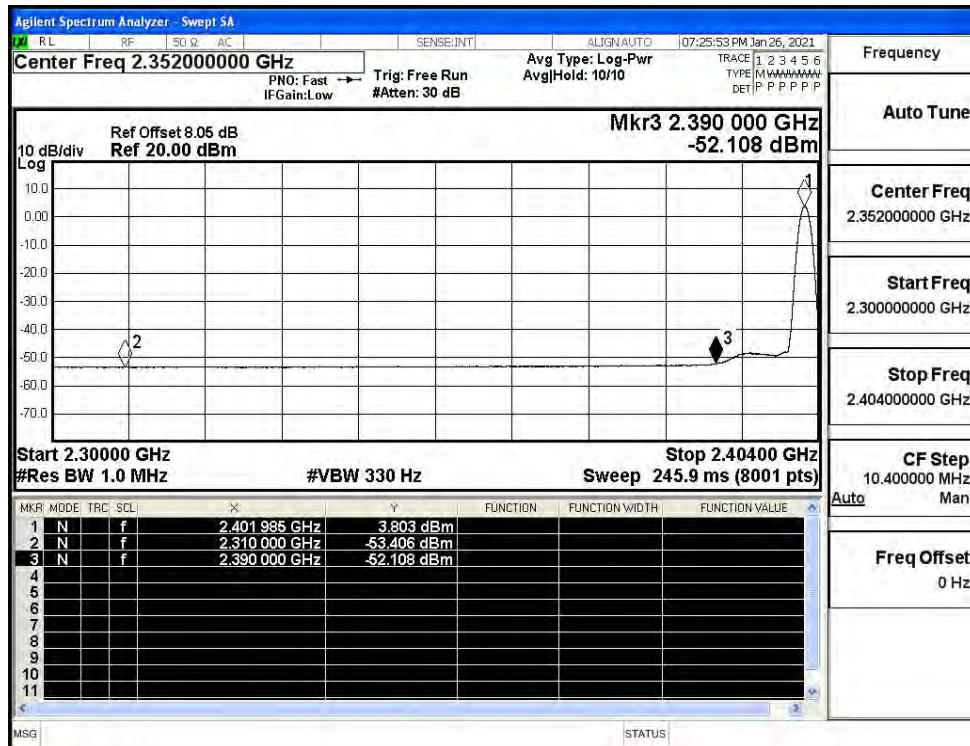 Agilent Spectrum Analyzer - Swept SA
LXI RL RF 50 Ω AC SENSE:INT ALIGN AUTO 07:25:53 PM Jan 26, 2021
Center Freq 2.352000000 GHz
PNO: Fast
IFGain:Low
Trig: Free Run
#Atten: 30 dB
Avg Type: Log-Pwr
Avg|Hold: 10/10
TRACE 1 2 3 4 5 6
TYPE M WWWWW
DET P P P P P P
Mkr3 2.390 000 GHz
-52.108 dBm
Ref Offset 8.05 dB
10 dB/div Ref 20.00 dBm
Log
10.0
0.00
-10.0
-20.0
-30.0
-40.0
-50.0
-60.0
-70.0
1
2
3
Start 2.30000 GHz Stop 2.40400 GHz
#Res BW 1.0 MHz #VBW 330 Hz Sweep 245.9 ms (8001 pts)
MKR MODE TRC SCL X Y FUNCTION FUNCTION WIDTH FUNCTION VALUE
1 N f 2.401 985 GHz 3.803 dBm
2 N f 2.310 000 GHz -53.406 dBm
3 N f 2.390 000 GHz -52.108 dBm
4
5
6
7
8
9
10
11
MSG STATUS
Frequency
Auto Tune
Center Freq
2.352000000 GHz
Start Freq
2.300000000 GHz
Stop Freq
2.404000000 GHz
CF Step
10.400000 MHz
Auto Man
Freq Offset
0 Hz